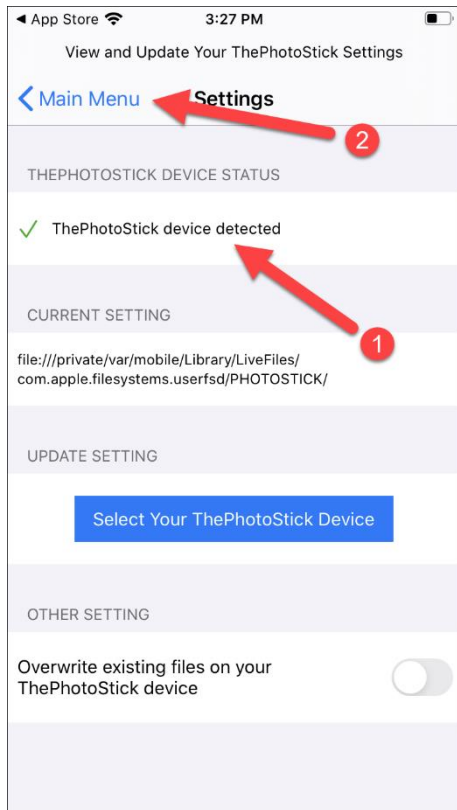 ◀ App Store 3:27 PM
View and Update Your ThePhotoStick Settings
Main Menu Settings
2
THEPHOTOSTICK DEVICE STATUS
✓ ThePhotoStick device detected
1
CURRENT SETTING
file:///private/var/mobile/Library/LiveFiles/
com.apple.filesystems.userfsd/PHOTOSTICK/
UPDATE SETTING
Select Your ThePhotoStick Device
OTHER SETTING
Overwrite existing files on your
ThePhotoStick device